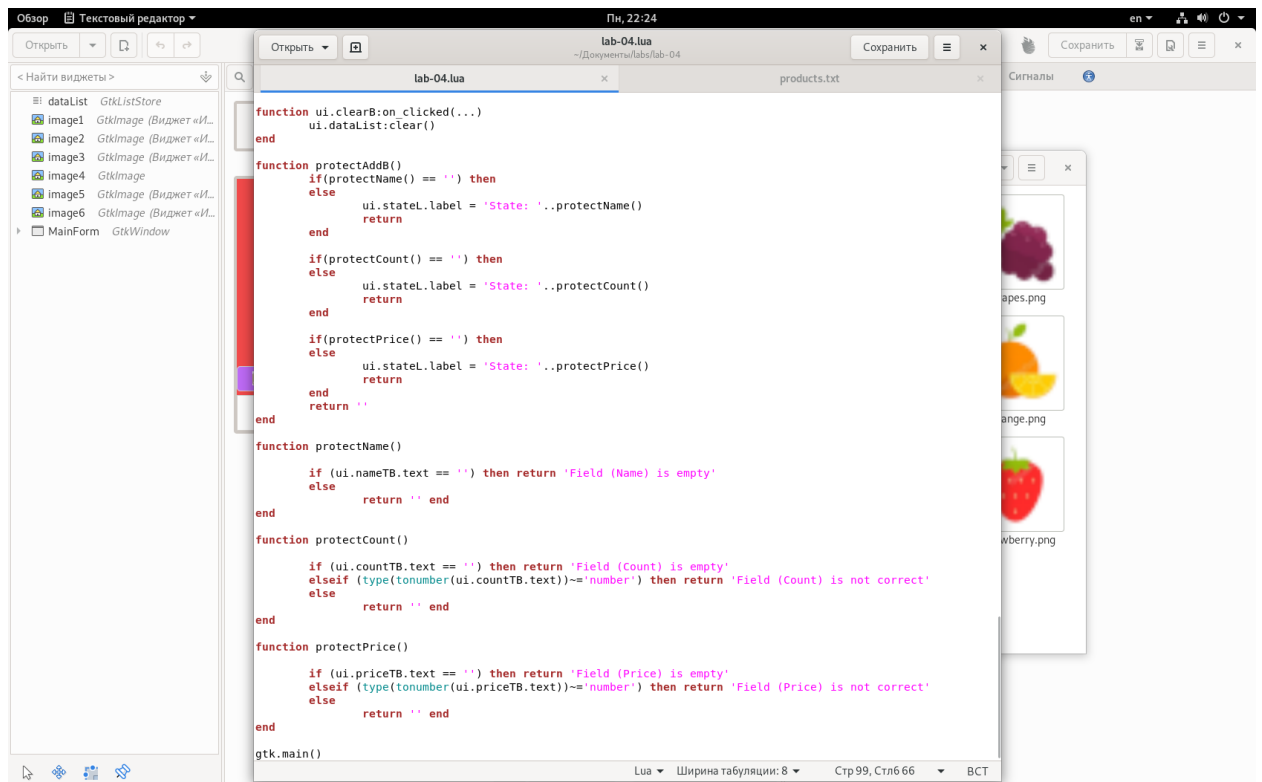 Обзор Текстовый редактор Пн, 22:24 en
Открыть Сохранить
Открыть lab-04.lua Сохранить
~/Документы/labs/lab-04
< Найти виджеты > Сигналы
lab-04.lua products.txt
dataList GtkListStore
image1 GtkImage (Виджет «И...
image2 GtkImage (Виджет «И...
image3 GtkImage (Виджет «И...
image4 GtkImage
image5 GtkImage (Виджет «И...
image6 GtkImage (Виджет «И...
MainForm GtkWindow
function ui.clearB:on_clicked(...)
ui.dataList:clear()
end
function protectAddB()
if(protectName() == '') then
else
ui.stateL.label = 'State: '..protectName()
return
end
if(protectCount() == '') then
else
ui.stateL.label = 'State: '..protectCount()
return
end
if(protectPrice() == '') then
else
ui.stateL.label = 'State: '..protectPrice()
return
end
return ''
end
function protectName()
if (ui.nameTB.text == '') then return 'Field (Name) is empty'
else
return '' end
end
function protectCount()
if (ui.countTB.text == '') then return 'Field (Count) is empty'
elseif (type(tonumber(ui.countTB.text))~='number') then return 'Field (Count) is not correct'
else
return '' end
end
function protectPrice()
if (ui.priceTB.text == '') then return 'Field (Price) is empty'
elseif (type(tonumber(ui.priceTB.text))~='number') then return 'Field (Price) is not correct'
else
return '' end
end
gtk.main()
apes.png
ange.png
wberry.png
Lua Ширина табуляции: 8 Стр 99, Стлб 66 ВСТ